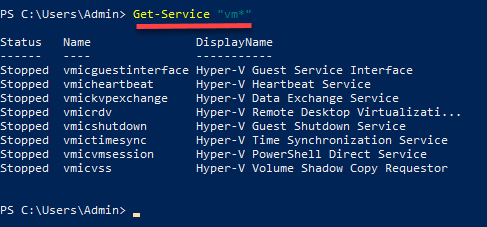 PS C:\Users\Admin> Get-Service "vm*"
Status   Name               DisplayName
------   ----               -----------
Stopped  vmicguestinterface Hyper-V Guest Service Interface
Stopped  vmicheartbeat      Hyper-V Heartbeat Service
Stopped  vmickvpexchange    Hyper-V Data Exchange Service
Stopped  vmicrdv            Hyper-V Remote Desktop Virtualizati...
Stopped  vmicshutdown       Hyper-V Guest Shutdown Service
Stopped  vmictimesync       Hyper-V Time Synchronization Service
Stopped  vmicvmsession      Hyper-V PowerShell Direct Service
Stopped  vmicvss            Hyper-V Volume Shadow Copy Requestor
PS C:\Users\Admin> _